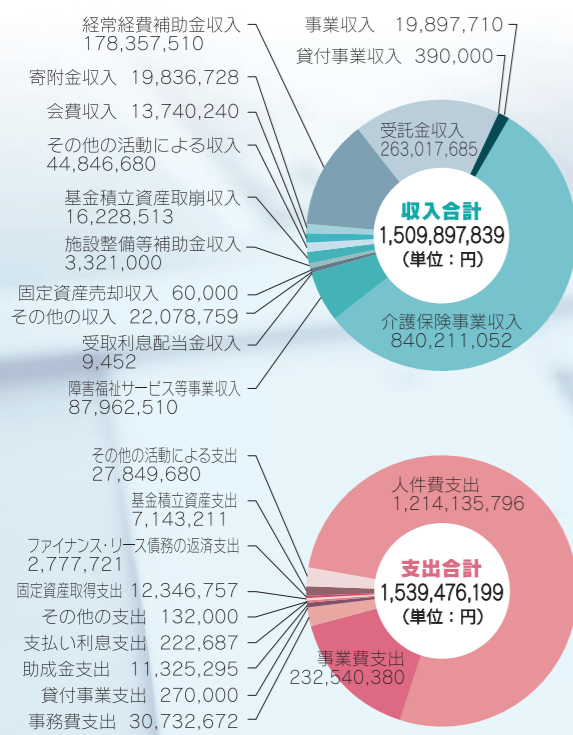 経常経費補助金収入
178,357,510
寄附金収入 19,836,728
会費収入 13,740,240
その他の活動による収入
44,846,680
基金積立資産取崩収入
16,228,513
施設整備等補助金収入
3,321,000
固定資産売却収入 60,000
その他の収入 22,078,759
受取利息配当金収入
9,452
障害福祉サービス等事業収入
87,962,510
事業収入 19,897,710
貸付事業収入 390,000
受託金収入
263,017,685
収入合計
1,509,897,839
(単位:円)
介護保険事業収入
840,211,052
その他の活動による支出
27,849,680
基金積立資産支出
7,143,211
ファイナンス・リース債務の返済支出
2,777,721
固定資産取得支出 12,346,757
その他の支出 132,000
支払い利息支出 222,687
助成金支出 11,325,295
貸付事業支出 270,000
事務費支出 30,732,672
人件費支出
1,214,135,796
支出合計
1,539,476,199
(単位:円)
事業費支出
232,540,380